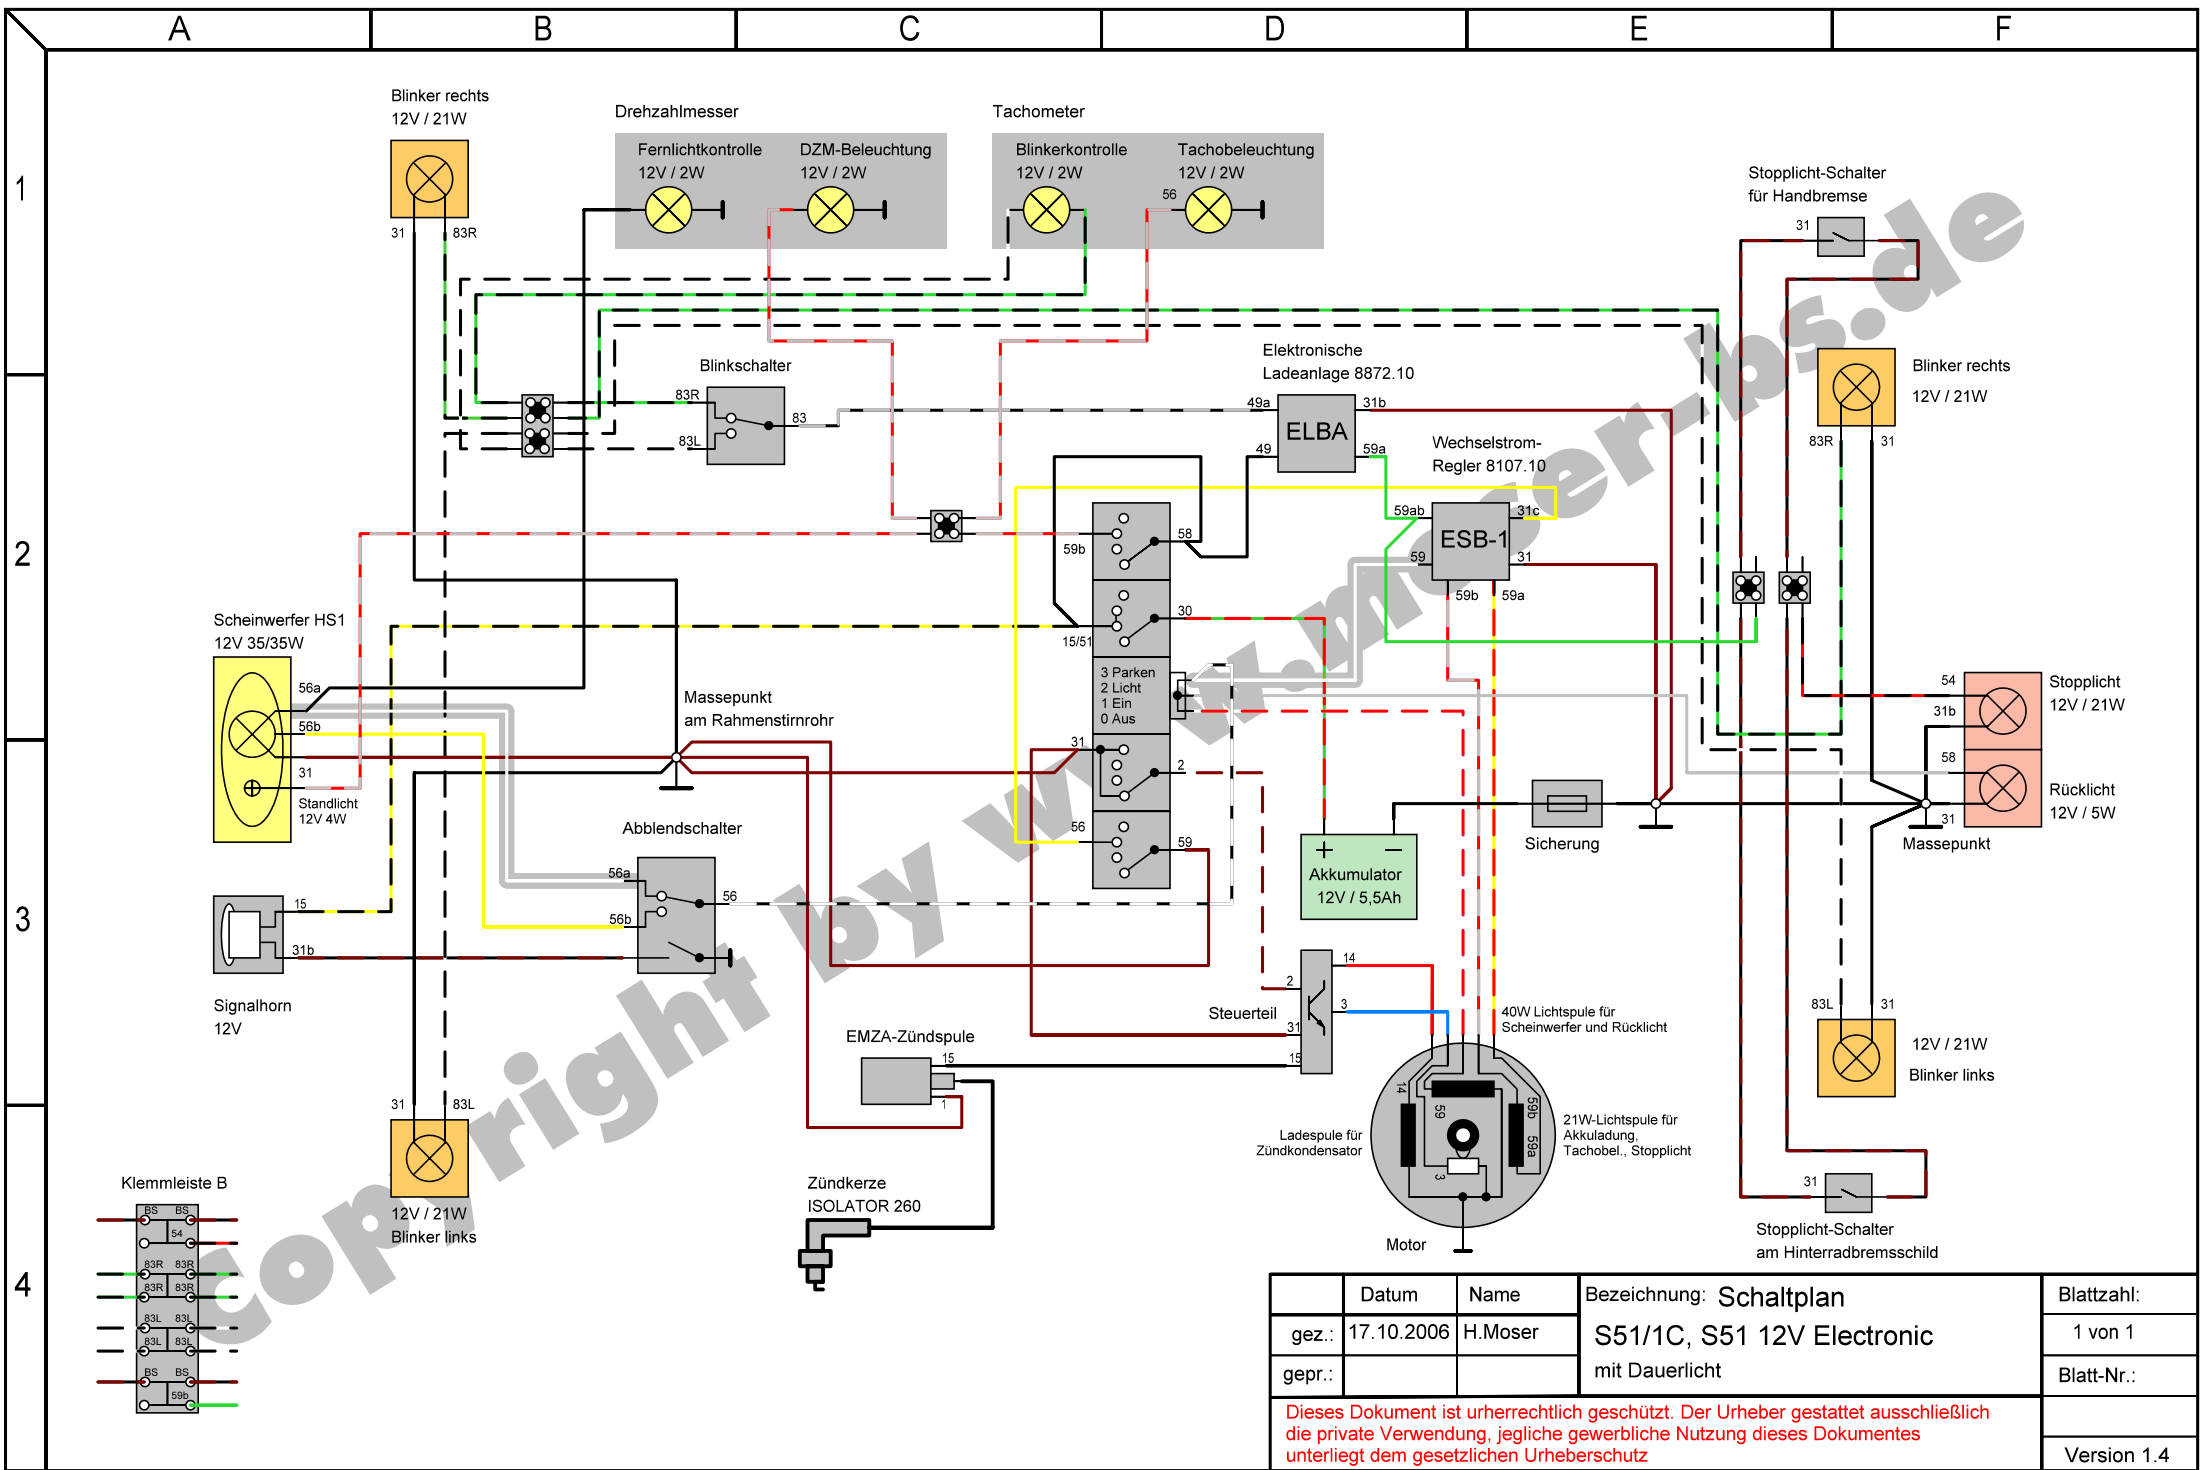 A
B
C
D
E
F
1
2
3
4
Blinker rechts
12V / 21W
31
83R
Drehzahlmesser
Fernlichtkontrolle
12V / 2W
DZM-Beleuchtung
12V / 2W
Tachometer
Blinkerkontrolle
12V / 2W
Tachobeleuchtung
12V / 2W
56
Stopplicht-Schalter
für Handbremse
31
Blinkschalter
83R
83L
83
Elektronische
Ladeanlage 8872.10
49a
31b
ELBA
49
59a
Wechselstrom-
Regler 8107.10
59ab
31c
ESB-1
59
31
59b
59a
Blinker rechts
12V / 21W
83R
31
59b
58
30
15/51
3 Parken
2 Licht
1 Ein
0 Aus
31
2
56
59
Scheinwerfer HS1
12V 35/35W
56a
56b
31
Standlicht
12V 4W
Massepunkt
am Rahmenstirnrohr
Abblendschalter
56a
56b
56
Signalhorn
12V
15
31b
Stopplicht
12V / 21W
54
31b
58
Rücklicht
12V / 5W
31
Massepunkt
Sicherung
Akkumulator
12V / 5,5Ah
Steuerteil
2
31
15
14
3
40W Lichtspule für
Scheinwerfer und Rücklicht
EMZA-Zündspule
15
1
Zündkerze
ISOLATOR 260
Ladespule für
Zündkondensator
14
59
3
59b
59a
21W-Lichtspule für
Akkuladung,
Tachobel., Stopplicht
Motor
83L
31
12V / 21W
Blinker links
31
Stopplicht-Schalter
am Hinterradbremsschild
31
83L
12V / 21W
Blinker links
Klemmleiste B
BS BS
54
83R 83R
83R 83R
83L 83L
83L 83L
BS BS
59b
copyright by www.moser-bs.de
Datum
Name
Bezeichnung: Schaltplan
Blattzahl:
gez.:
17.10.2006
H.Moser
S51/1C, S51 12V Electronic
1 von 1
gepr.:
mit Dauerlicht
Blatt-Nr.:
Dieses Dokument ist urherrechtlich geschützt. Der Urheber gestattet ausschließlich
die private Verwendung, jegliche gewerbliche Nutzung dieses Dokumentes
unterliegt dem gesetzlichen Urheberschutz
Version 1.4